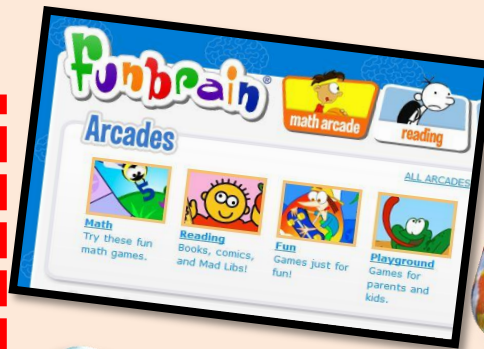 funbrain®
math arcade
reading
Arcades
ALL ARCADES
Math
Try these fun
math games.
Reading
Books, comics,
and Mad Libs!
Fun
Games just for
fun!
Playground
Games for
parents and
kids.